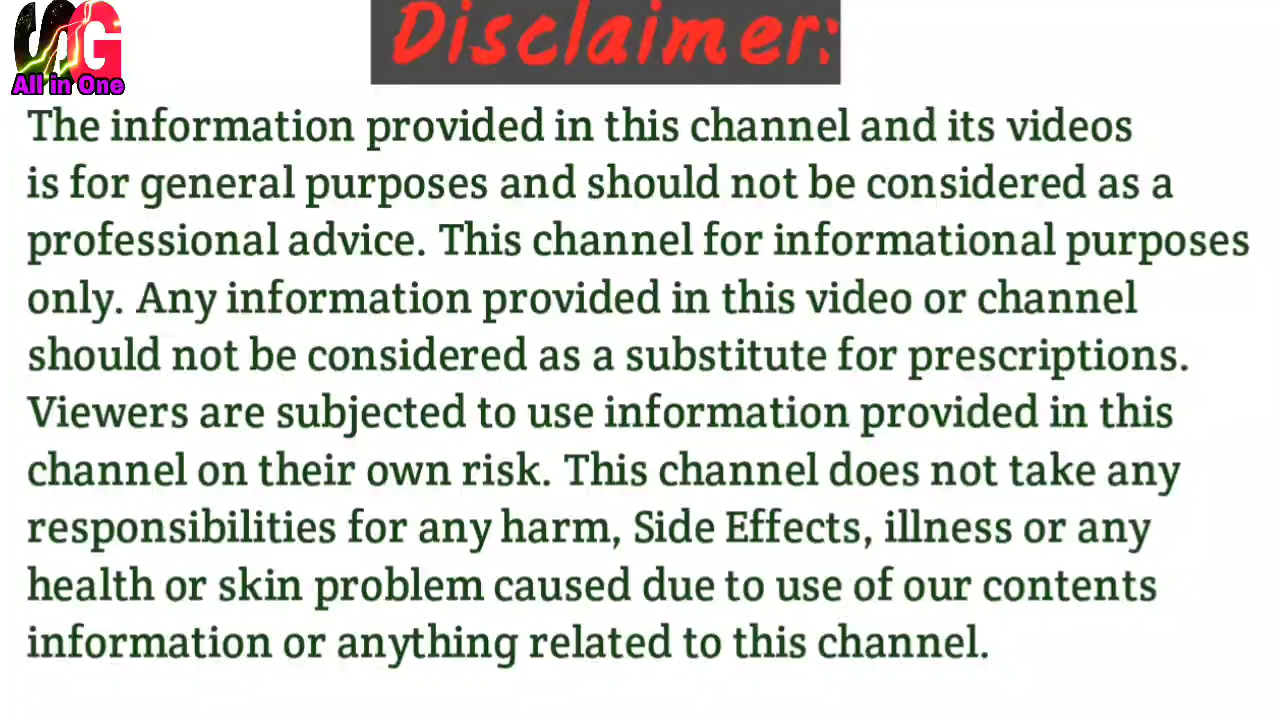 SG
All in One
Disclaimer:
The information provided in this channel and its videos
is for general purposes and should not be considered as a
professional advice. This channel for informational purposes
only. Any information provided in this video or channel
should not be considered as a substitute for prescriptions.
Viewers are subjected to use information provided in this
channel on their own risk. This channel does not take any
responsibilities for any harm, Side Effects, illness or any
health or skin problem caused due to use of our contents
information or anything related to this channel.